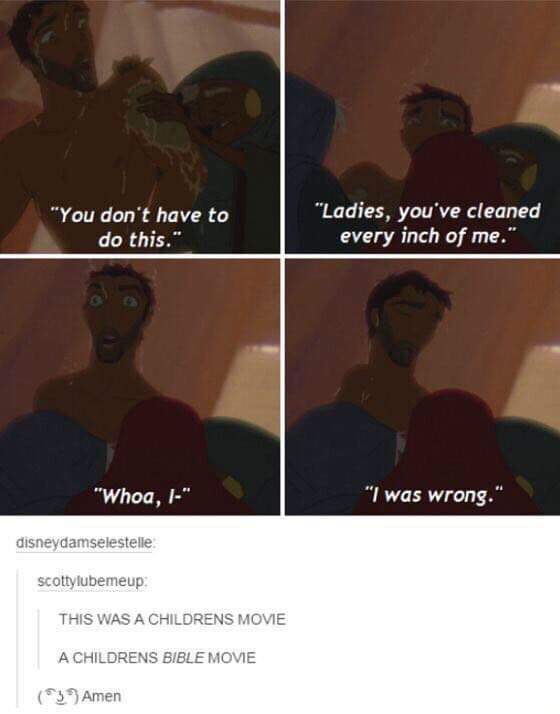 "You don't have to
do this."
"Ladies, you've cleaned
every inch of me."
"Whoa, I-"
"I was wrong."
disneydamselestelle:
scottylubemeup:
THIS WAS A CHILDRENS MOVIE
A CHILDRENS BIBLE MOVIE
( ͡° ͜ʖ ͡°) Amen